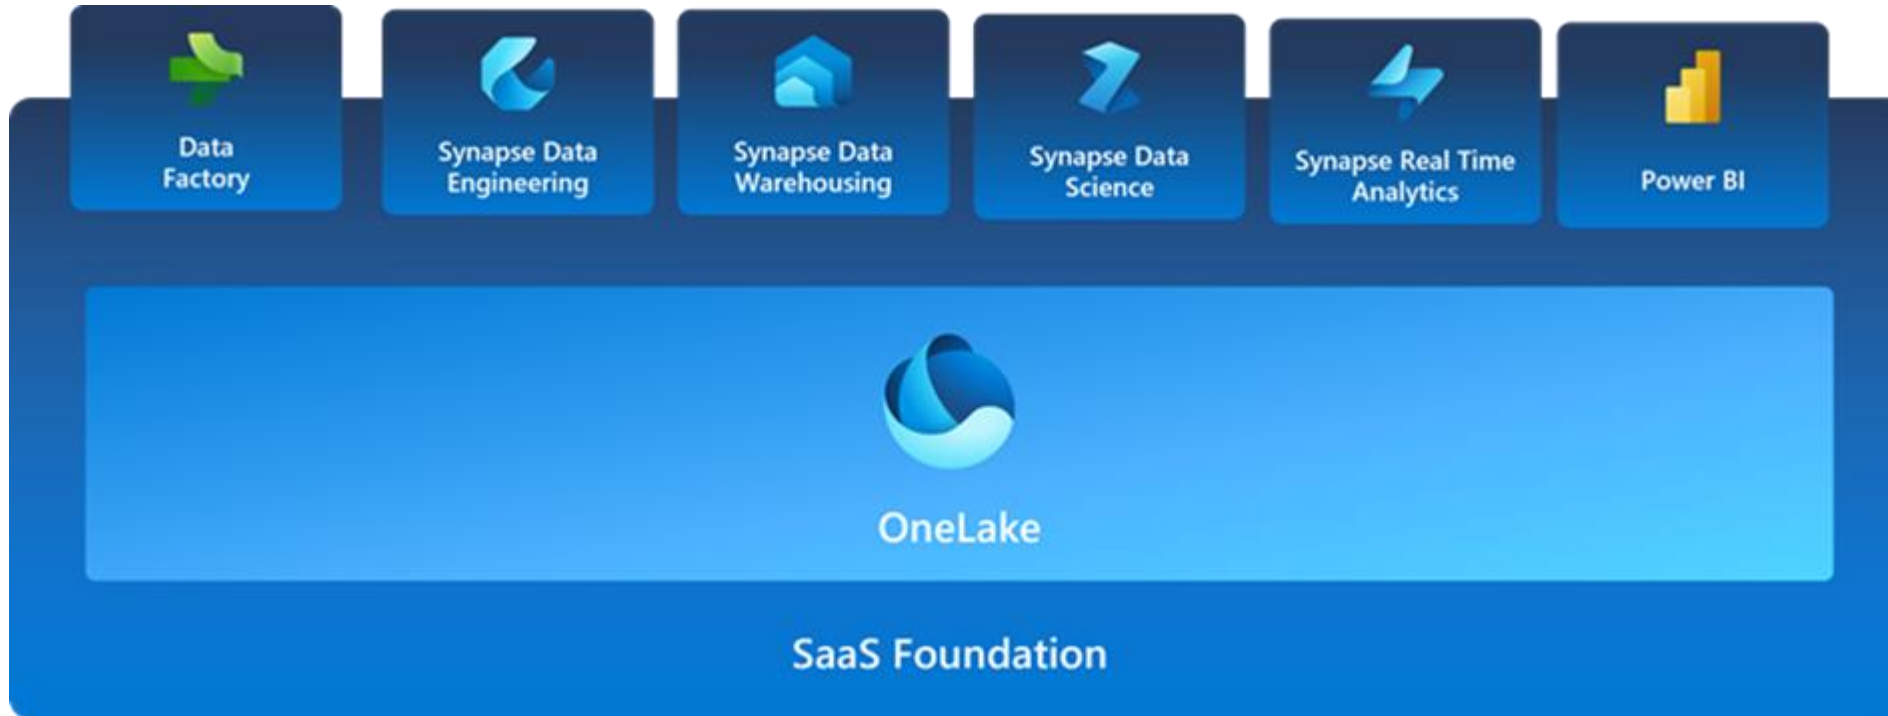 Data
Factory
Synapse Data
Engineering
Synapse Data
Warehousing
Synapse Data
Science
Synapse Real Time
Analytics
Power BI
OneLake
SaaS Foundation